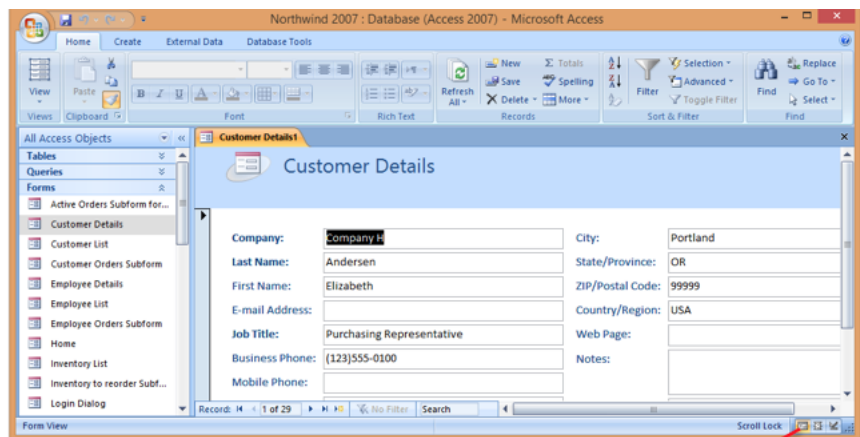 Northwind 2007 : Database (Access 2007) - Microsoft Access
Home Create External Data Database Tools
View Paste B I U Refresh All New Save Delete Totals Spelling More Filter Selection Advanced Toggle Filter Find Replace Go To Select
Views Clipboard Font Rich Text Records Sort & Filter Find
All Access Objects
Customer Details1
Tables
Queries
Forms
Active Orders Subform for...
Customer Details
Customer List
Customer Orders Subform
Employee Details
Employee List
Employee Orders Subform
Home
Inventory List
Inventory to reorder Subf...
Login Dialog
Customer Details
Company: Company H City: Portland
Last Name: Andersen State/Province: OR
First Name: Elizabeth ZIP/Postal Code: 99999
E-mail Address: Country/Region: USA
Job Title: Purchasing Representative Web Page:
Business Phone: (123)555-0100 Notes:
Mobile Phone:
Record: 1 of 29 No Filter Search
Form View Scroll Lock